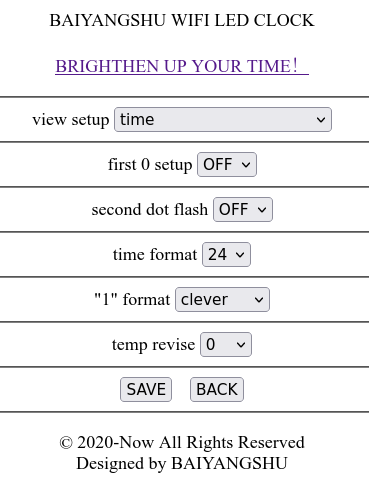 BAIYANGSHU WIFI LED CLOCK
BRIGHTEN UP YOUR TIME！
view setup time
first 0 setup OFF
second dot flash OFF
time format 24
"1" format clever
temp revise 0
SAVE BACK
© 2020-Now All Rights Reserved
Designed by BAIYANGSHU